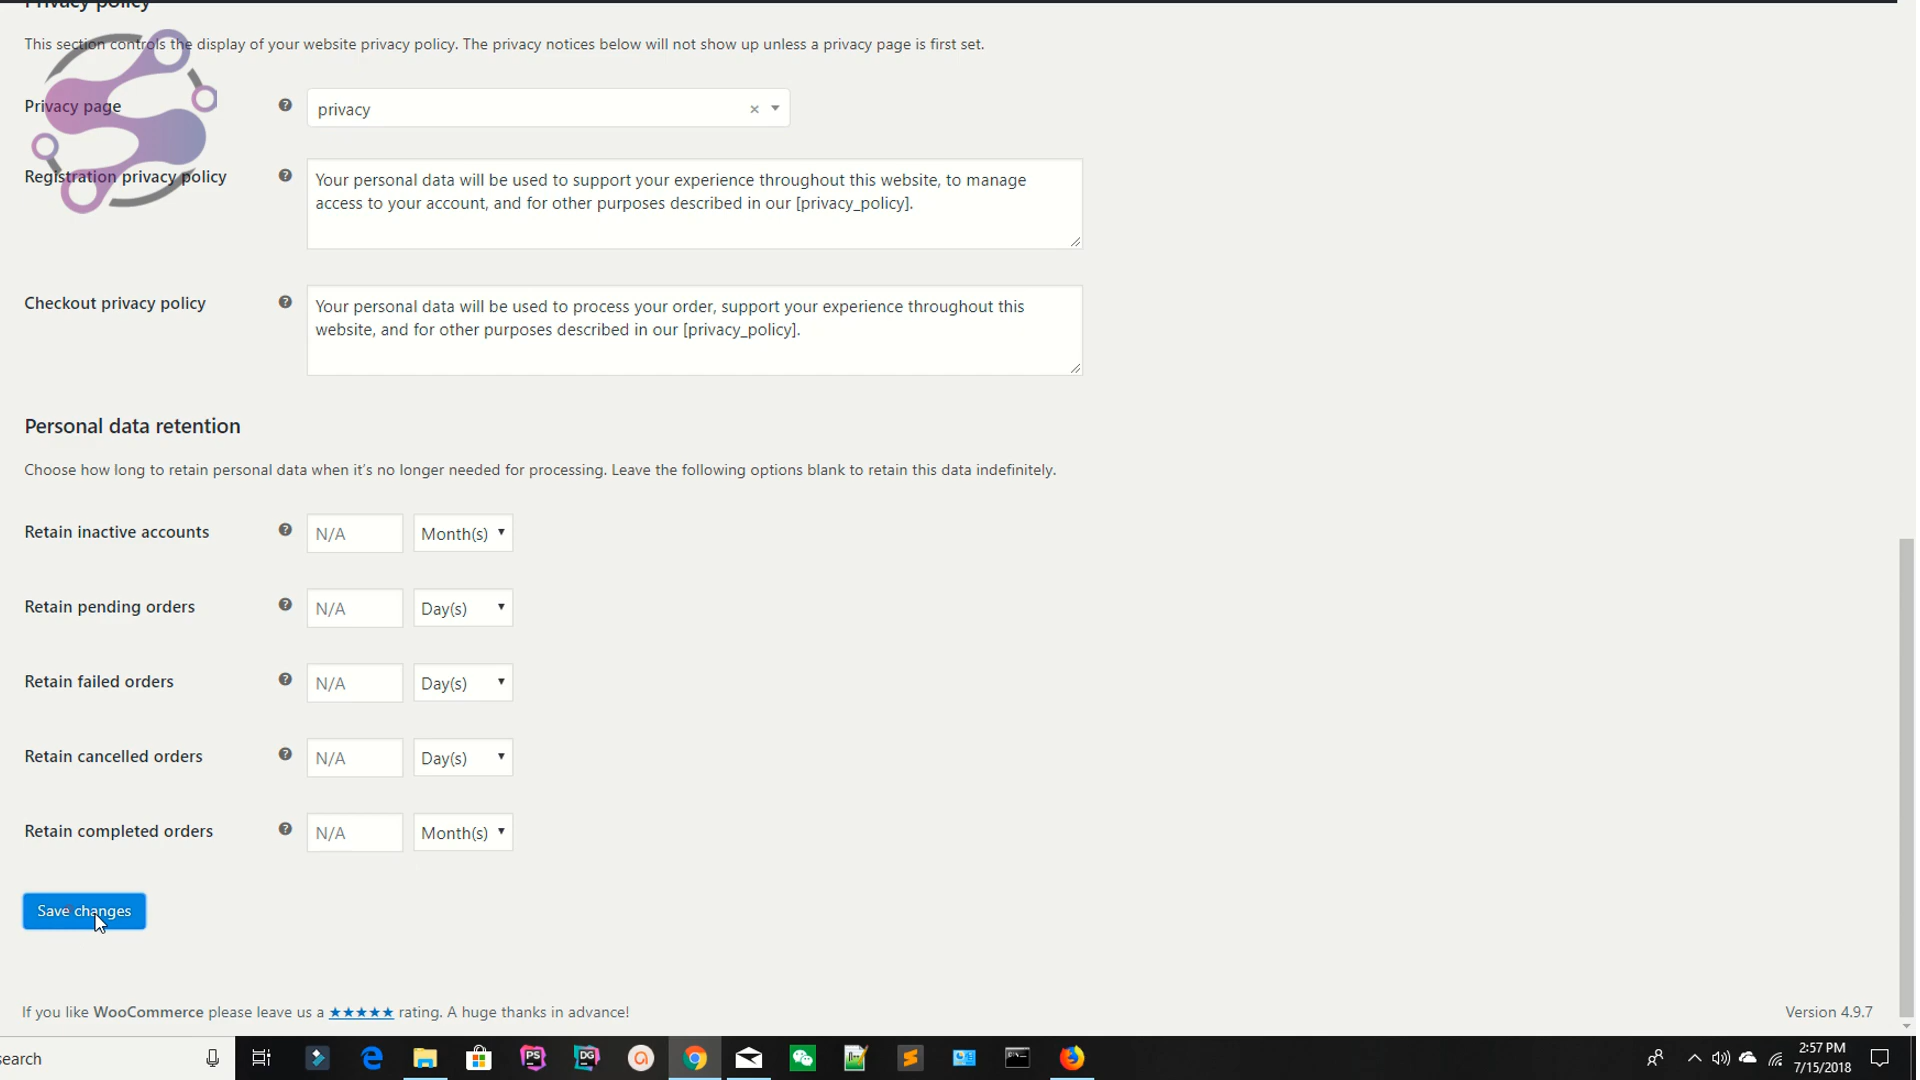 Privacy policy
This section controls the display of your website privacy policy. The privacy notices below will not show up unless a privacy page is first set.
Privacy page
privacy
Registration privacy policy
Your personal data will be used to support your experience throughout this website, to manage
access to your account, and for other purposes described in our [privacy_policy].
Checkout privacy policy
Your personal data will be used to process your order, support your experience throughout this
website, and for other purposes described in our [privacy_policy].
Personal data retention
Choose how long to retain personal data when it's no longer needed for processing. Leave the following options blank to retain this data indefinitely.
Retain inactive accounts N/A Month(s)
Retain pending orders N/A Day(s)
Retain failed orders N/A Day(s)
Retain cancelled orders N/A Day(s)
Retain completed orders N/A Month(s)
Save changes
If you like WooCommerce please leave us a ★★★★★ rating. A huge thanks in advance!
Version 4.9.7
earch
PS
DG
2:57 PM
7/15/2018